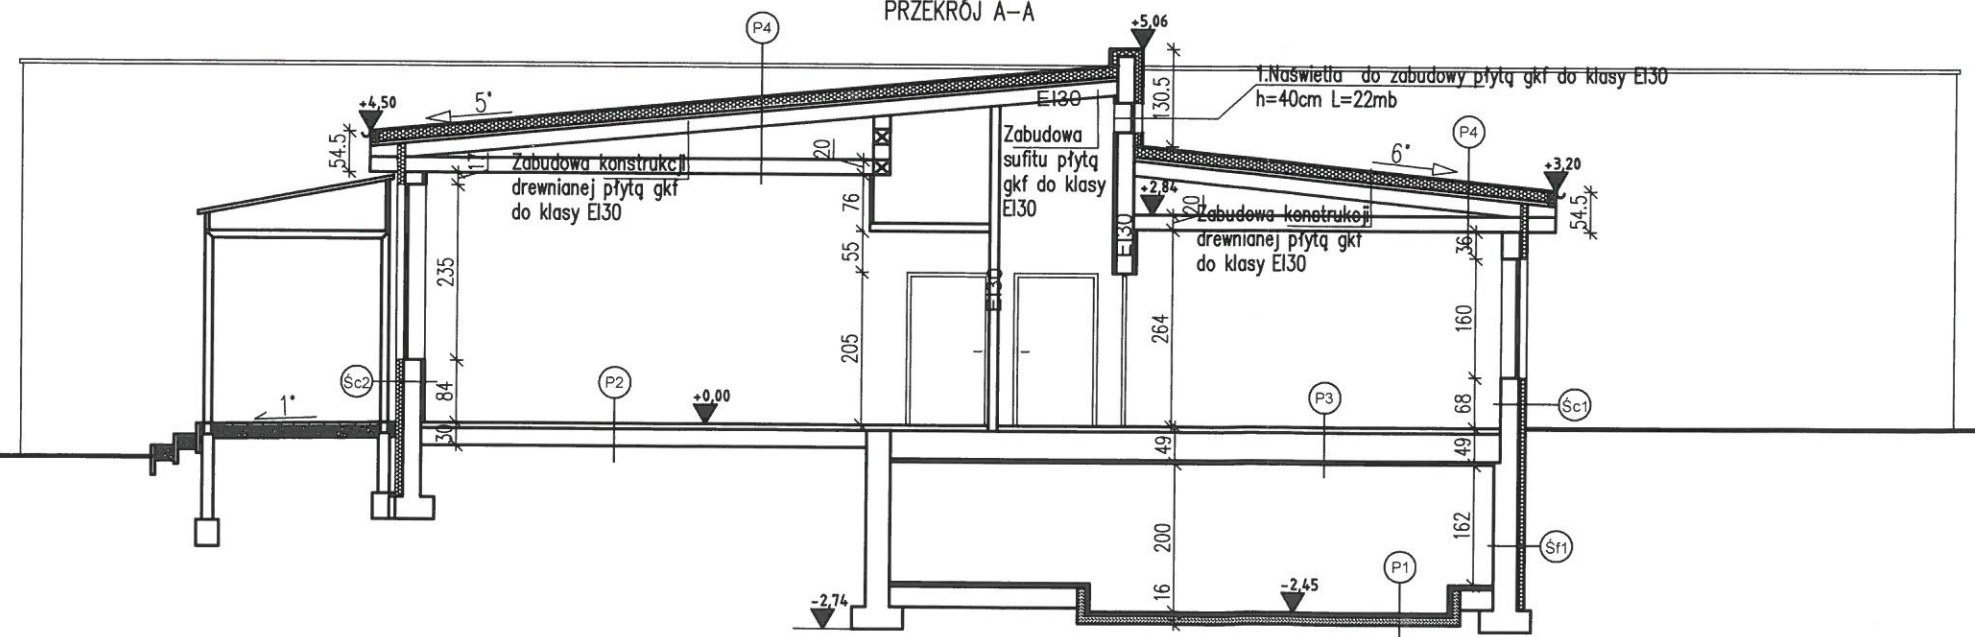 PRZEKRÓJ A-A
P4
+5,06
1.Naświetla do zabudowy płytą gkf do klasy EI30
h=40cm L=22mb
130.5
EI30
+4,50
5°
54.5
17
20
Zabudowa konstrukcji
drewnianej płytą gkf
do klasy EI30
Zabudowa
sufitu płytą
gkf do klasy
EI30
P4
6°
+3,20
54.5
+2,84
20
Zabudowa konstrukcji
drewnianej płytą gkf
do klasy EI30
EI30
36
76
55
235
EI30
205
264
160
Śc2
84
P2
+0,00
P3
68
Śc1
1°
30
49
49
200
162
Śf1
P1
16
-2,45
-2,74